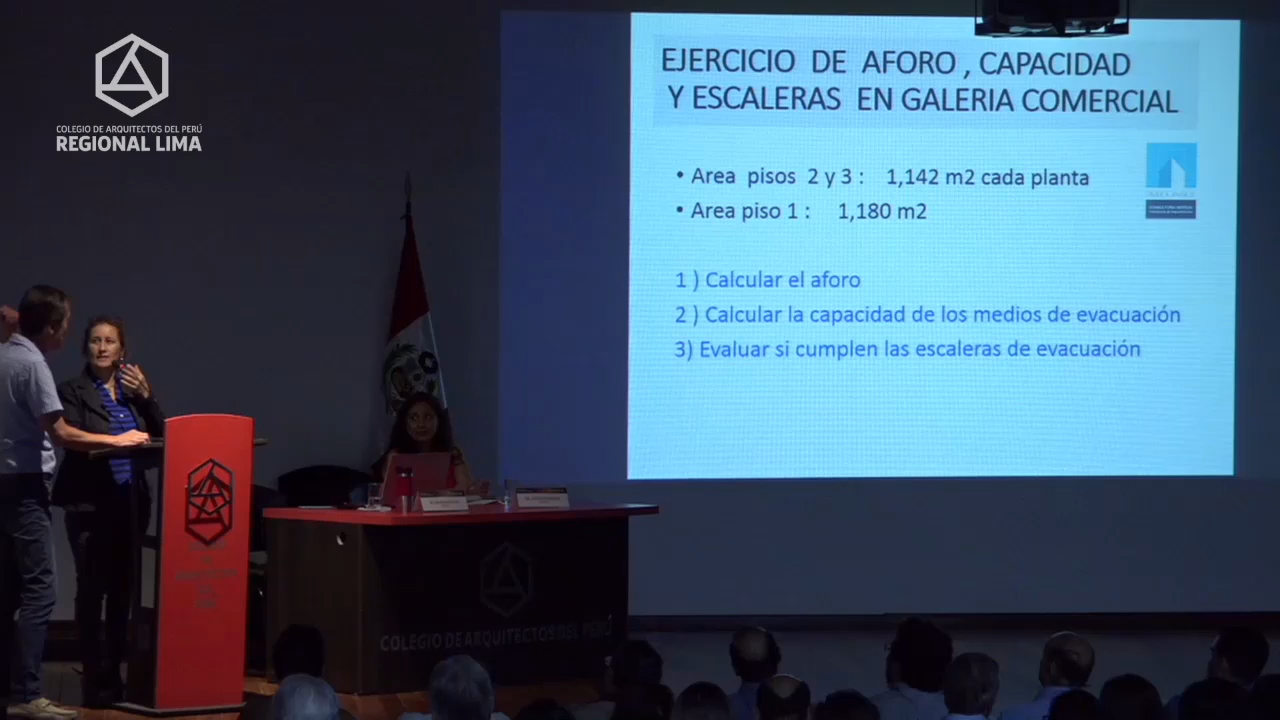 COLEGIO DE ARQUITECTOS DEL PERÚ
REGIONAL LIMA
EJERCICIO DE AFORO , CAPACIDAD
Y ESCALERAS EN GALERIA COMERCIAL
• Area pisos 2 y 3 : 1,142 m2 cada planta
• Area piso 1 : 1,180 m2
1 ) Calcular el aforo
2 ) Calcular la capacidad de los medios de evacuación
3) Evaluar si cumplen las escaleras de evacuación
COLEGIO DE ARQUITECTOS DEL PERÚ